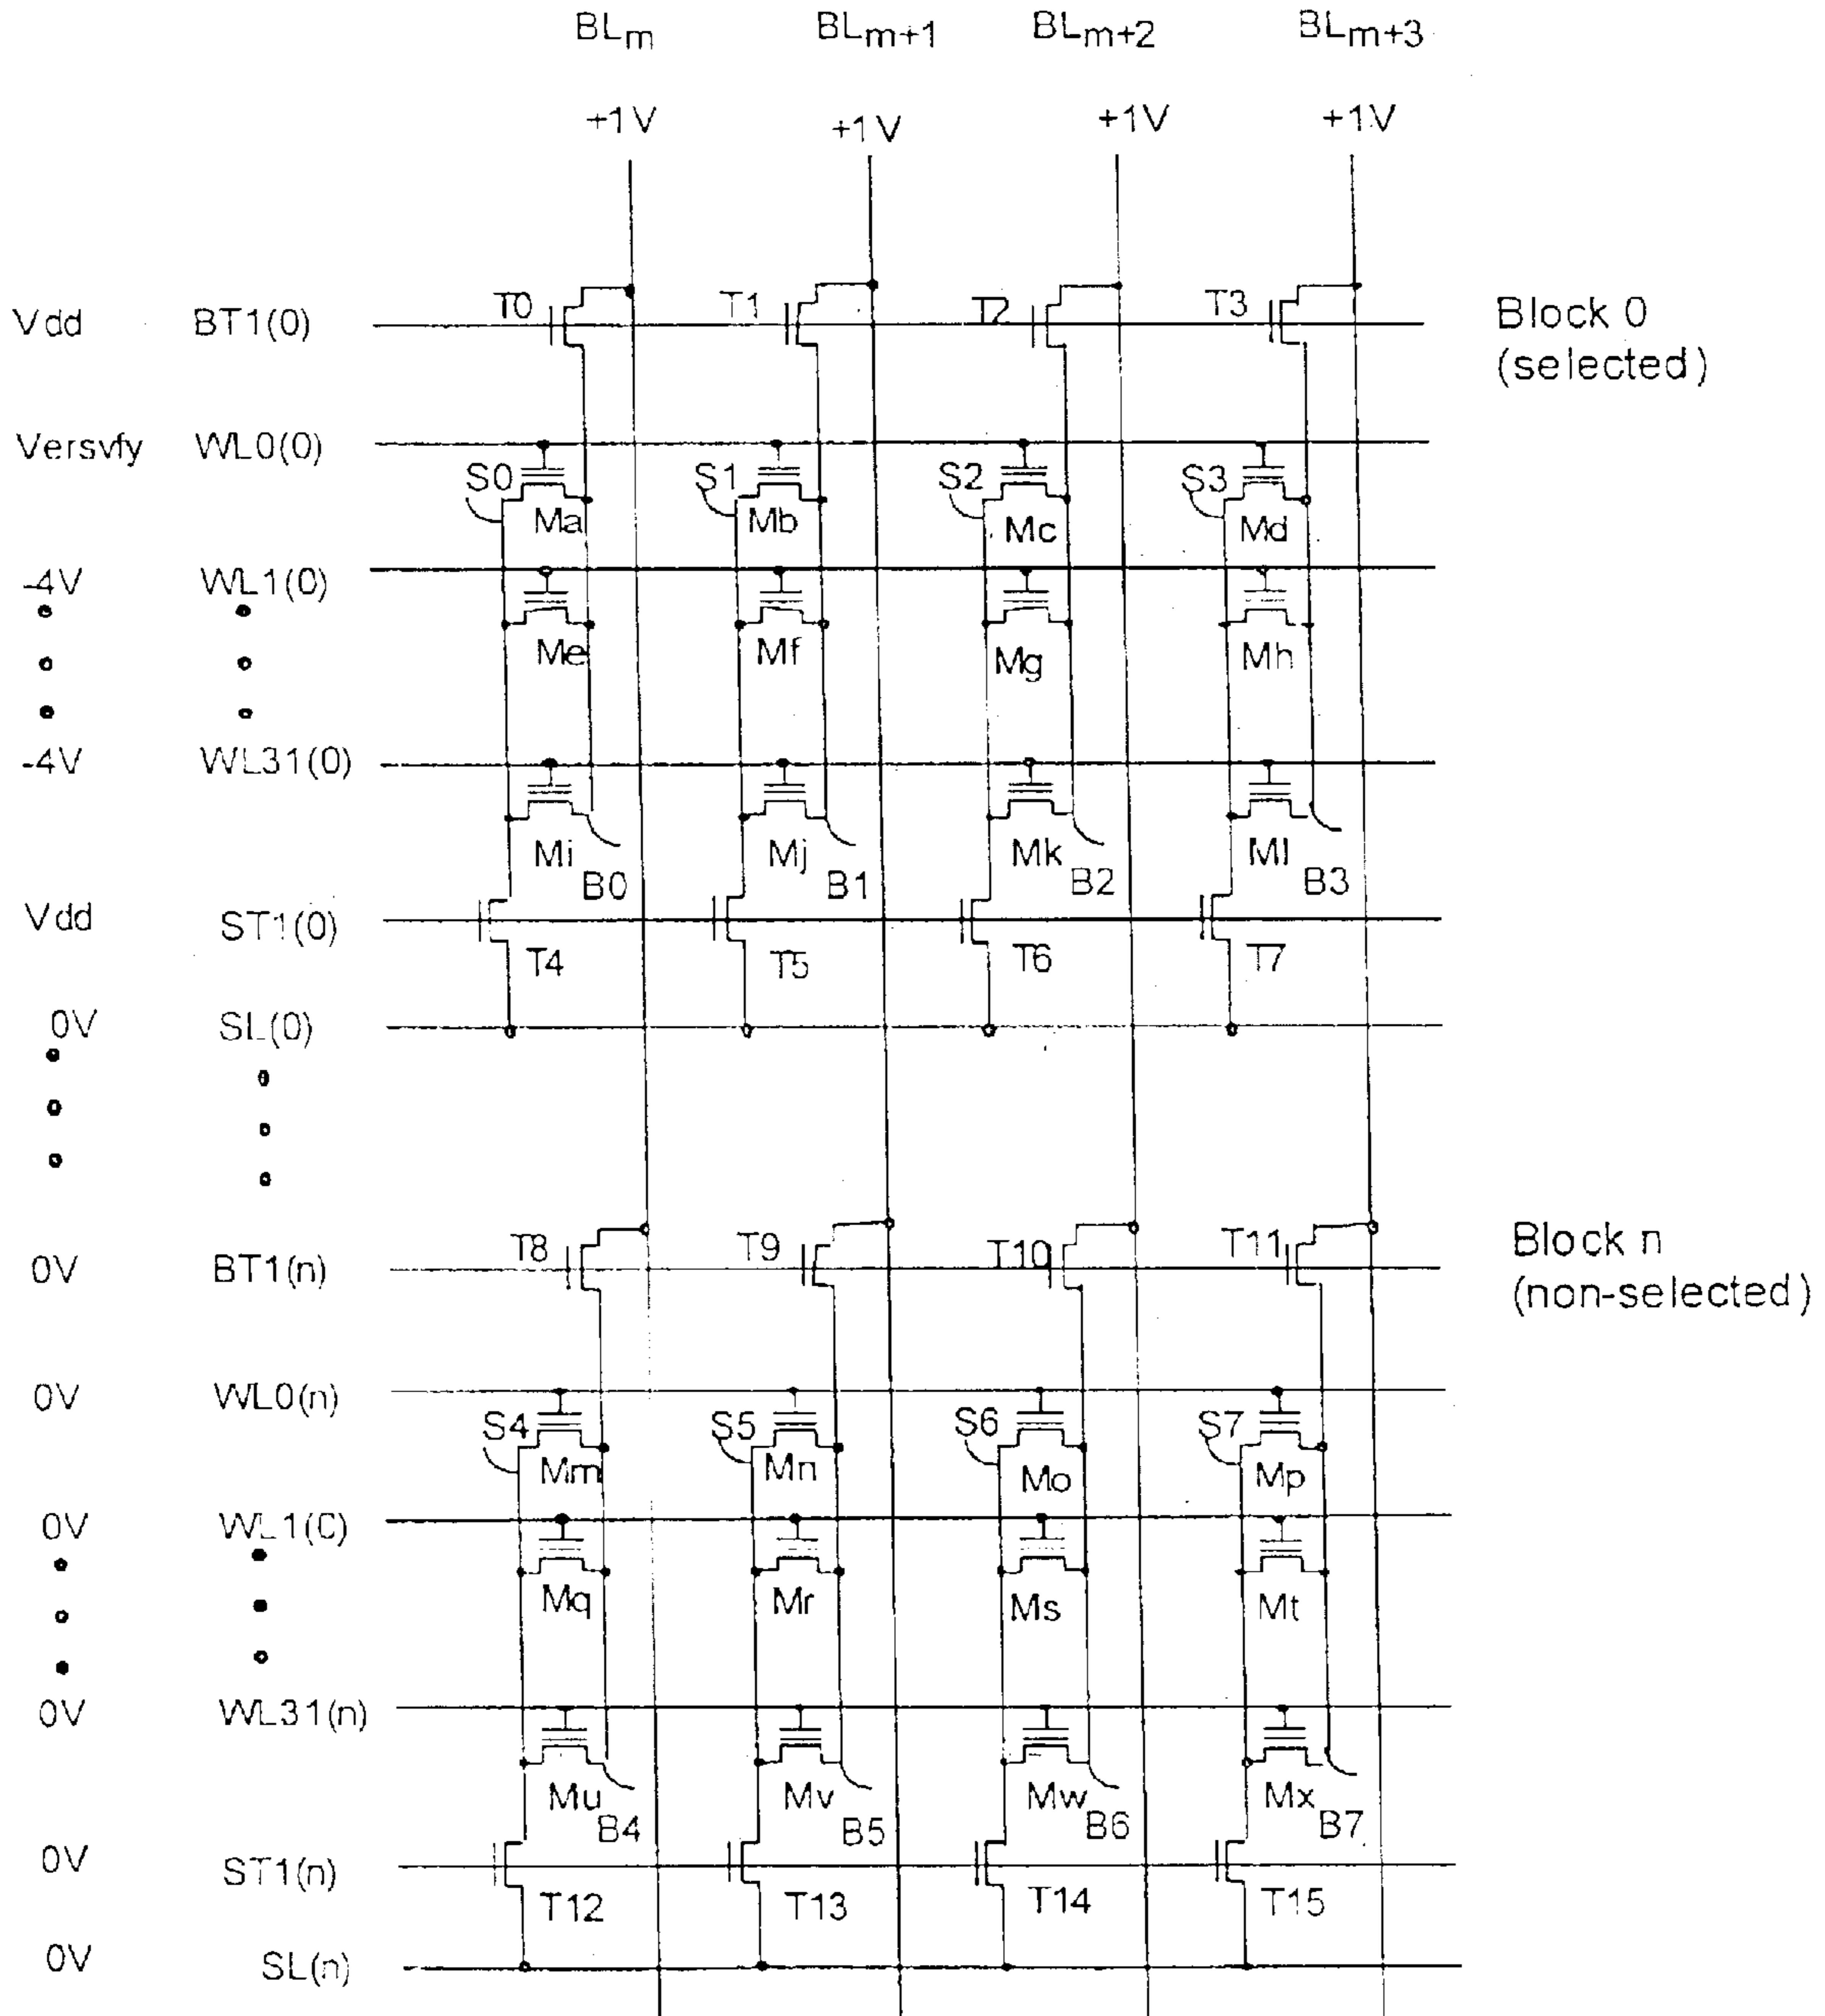 BLm BLm+1 BLm+2 BLm+3
+1V +1V +1V +1V
Vdd BT1(0) T0 T1 T2 T3 Block 0
(selected)
Versvfy WL0(0)
S0 S1 S2 S3
Ma Mb Mc Md
-4V WL1(0)
Me Mf Mg Mh
-4V WL31(0)
Mi Mj Mk Ml
B0 B1 B2 B3
Vdd ST1(0)
T4 T5 T6 T7
0V SL(0)
T8 T9 T10 T11 Block n
0V BT1(n) (non-selected)
0V WL0(n)
S4 S5 S6 S7
Mm Mn Mo Mp
0V WL1(0)
Mq Mr Ms Mt
0V WL31(n)
Mu Mv Mw Mx
B4 B5 B6 B7
0V ST1(n)
T12 T13 T14 T15
0V SL(n)